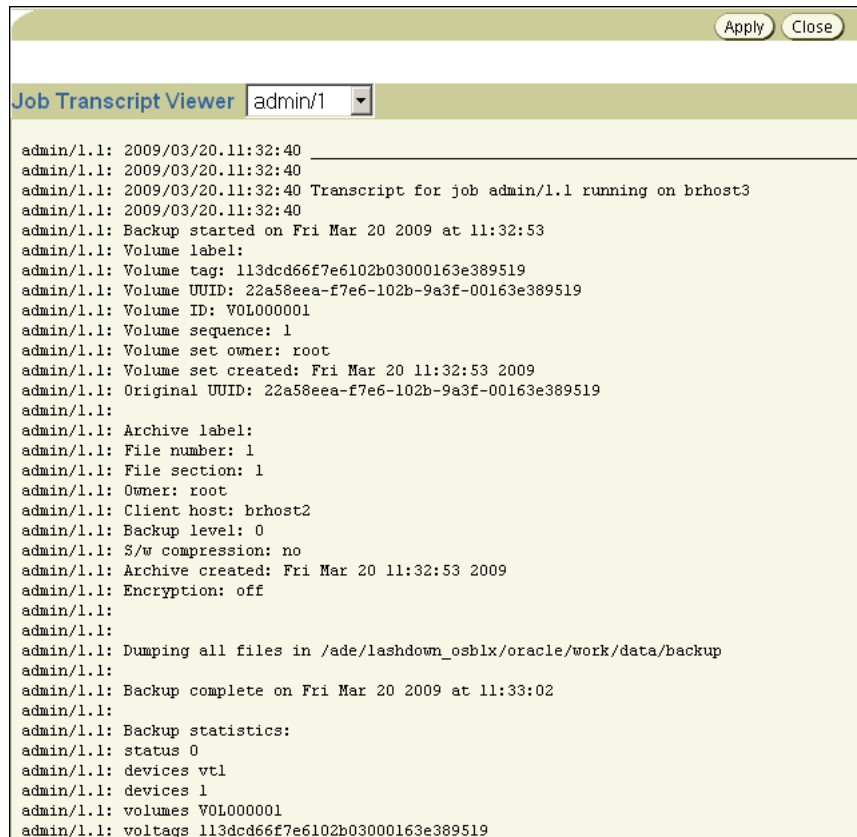 Apply Close
Job Transcript Viewer admin/1
admin/1.1: 2009/03/20.11:32:40 ______________________________________________
admin/1.1: 2009/03/20.11:32:40
admin/1.1: 2009/03/20.11:32:40 Transcript for job admin/1.1 running on brhost3
admin/1.1: 2009/03/20.11:32:40
admin/1.1: Backup started on Fri Mar 20 2009 at 11:32:53
admin/1.1: Volume label:
admin/1.1: Volume tag: 113dcd66f7e6102b03000163e389519
admin/1.1: Volume UUID: 22a58eea-f7e6-102b-9a3f-00163e389519
admin/1.1: Volume ID: VOL000001
admin/1.1: Volume sequence: 1
admin/1.1: Volume set owner: root
admin/1.1: Volume set created: Fri Mar 20 11:32:53 2009
admin/1.1: Original UUID: 22a58eea-f7e6-102b-9a3f-00163e389519
admin/1.1:
admin/1.1: Archive label:
admin/1.1: File number: 1
admin/1.1: File section: 1
admin/1.1: Owner: root
admin/1.1: Client host: brhost2
admin/1.1: Backup level: 0
admin/1.1: S/w compression: no
admin/1.1: Archive created: Fri Mar 20 11:32:53 2009
admin/1.1: Encryption: off
admin/1.1:
admin/1.1:
admin/1.1: Dumping all files in /ade/lashdown_osblx/oracle/work/data/backup
admin/1.1:
admin/1.1: Backup complete on Fri Mar 20 2009 at 11:33:02
admin/1.1:
admin/1.1: Backup statistics:
admin/1.1: status 0
admin/1.1: devices vt1
admin/1.1: devices 1
admin/1.1: volumes VOL000001
admin/1.1: voltags 113dcd66f7e6102b03000163e389519